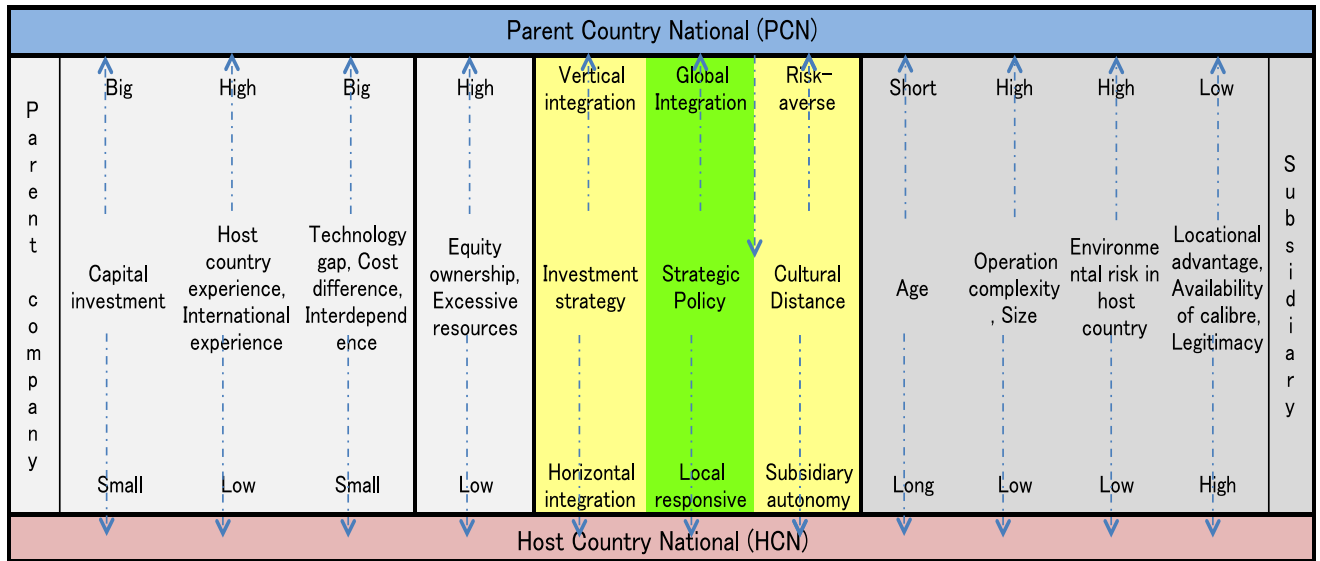 Parent Country National (PCN)
Parent company
Big
High
Big
High
Vertical
integration
Global
Integration
Risk-
averse
Short
High
High
Low
Capital
investment
Host
country
experience,
International
experience
Technology
gap, Cost
difference,
Interdepend
ence
Equity
ownership,
Excessive
resources
Investment
strategy
Strategic
Policy
Cultural
Distance
Age
Operation
complexity
, Size
Environme
ntal risk in
host
country
Locational
advantage,
Availability
of calibre,
Legitimacy
Small
Low
Small
Low
Horizontal
integration
Local
responsive
Subsidiary
autonomy
Long
Low
Low
High
Subsidiary
Host Country National (HCN)